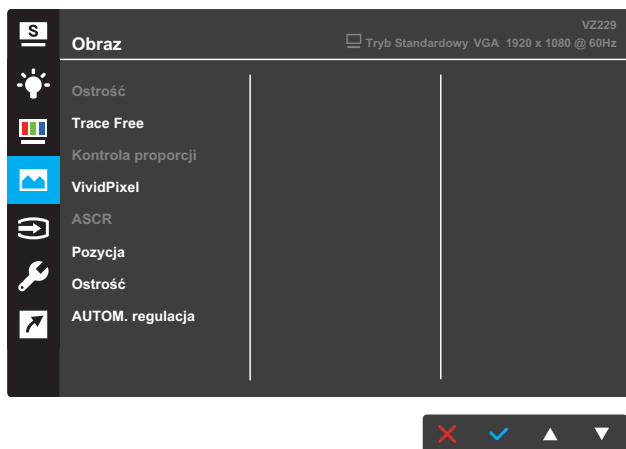 S
VZ229
Obraz
Tryb Standardowy VGA 1920 x 1080 @ 60Hz
Ostrość
Trace Free
Kontrola proporcji
VividPixel
ASCR
Pozycja
Ostrość
AUTOM. regulacja